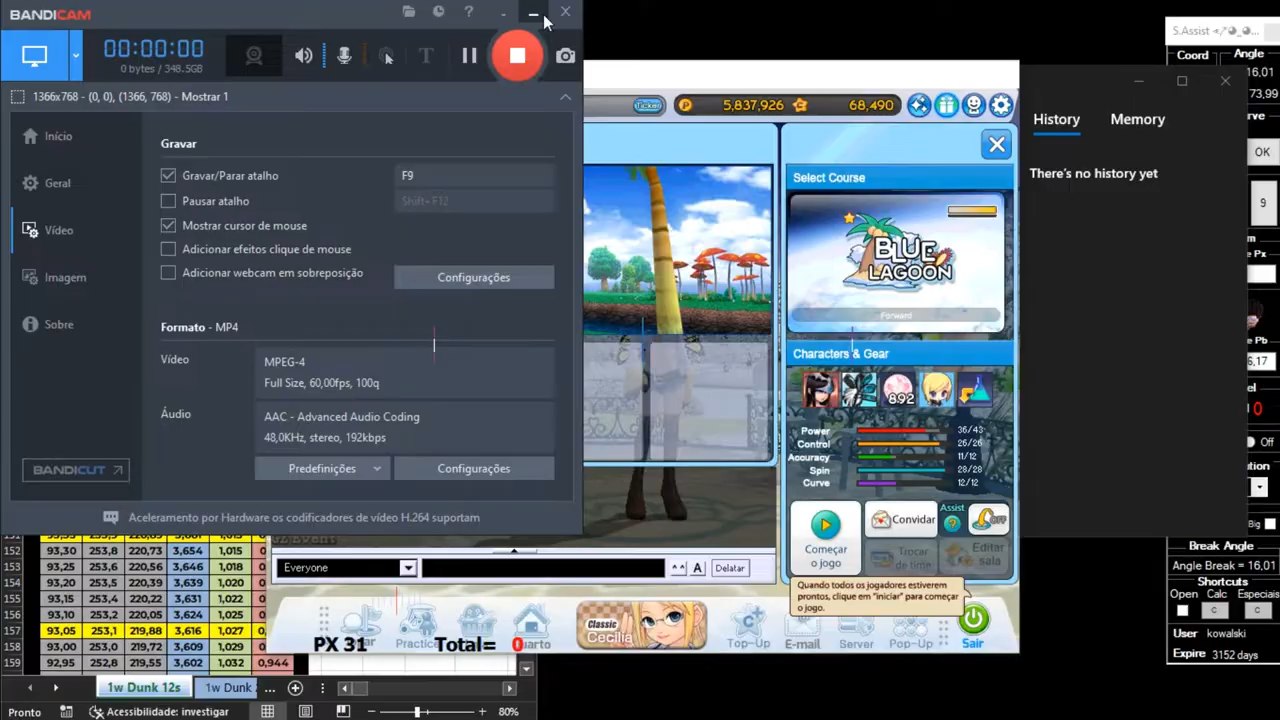 BANDICAM
?
00:00:00
0 bytes / 348.5GB
T
1366x768 - (0, 0), (1366, 768) - Mostrar 1
Início
Geral
Vídeo
Imagem
Sobre
BANDICUT
Gravar
Gravar/Parar atalho
F9
Pausar atalho
Shift+F12
Mostrar cursor de mouse
Adicionar efeitos clique de mouse
Adicionar webcam em sobreposição
Configurações
Formato - MP4
Vídeo
MPEG-4
Full Size, 60,00fps, 100q
Áudio
AAC - Advanced Audio Coding
48,0KHz, stereo, 192kbps
Predefinições
Configurações
Aceleramento por Hardware os codificadores de vídeo H.264 suportam
5,837,926
68,490
Select Course
BLUE
LAGOON
Forward
Characters & Gear
892
Power 36/43
Control 26/26
Accuracy 11/12
Spin 28/28
Curve 12/12
Começar
o jogo
Convidar
Assist
?
OFF
Trocar
de time
Editar
sala
Quando todos os jogadores estiverem
prontos, clique em "iniciar" para começar
o jogo.
Sair
Everyone
A
Delatar
Practice
Quarto
Classic
Cecilia
Top-Up
E-mail
Server
Pop-Up
PX 31
Total= 0
History
Memory
There's no history yet
S.Assist
Coord Angle
16,01
73,99
OK
9
e Px
e Pb
6,17
0
Off
Big
Break Angle
Angle Break = 16,01
Shortcuts
Open Calc Especiais
C C
User kowalski
Expire 3152 days
152 93,30 253,8 220,73 3,654 1,015
153 93,25 253,6 220,56 3,646 1,018
154 93,20 253,5 220,39 3,639 1,020
155 93,15 253,4 220,22 3,631 1,022
156 93,10 253,2 220,05 3,624 1,025
157 93,05 253,1 219,88 3,616 1,027
158 93,00 253,0 219,72 3,609 1,029
159 92,95 252,8 219,55 3,602 1,032 0,944
1w Dunk 12s
1w Dunk
...
Pronto
Acessibilidade: investigar
80%